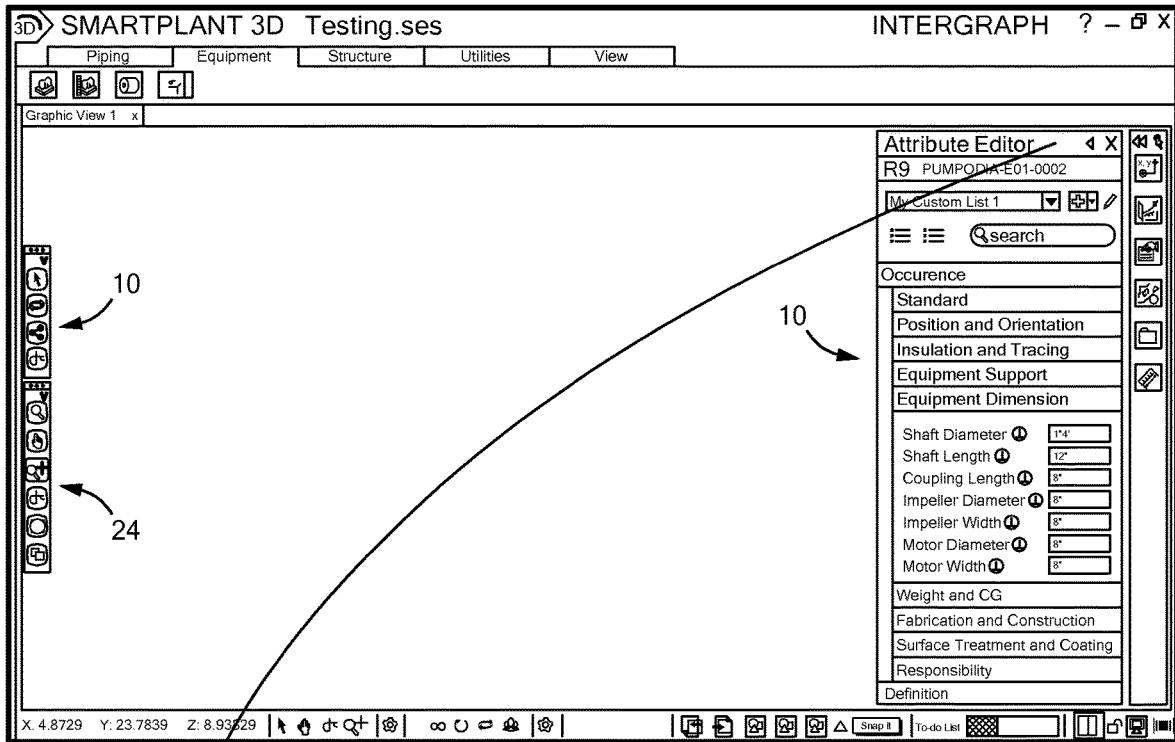 3D SMARTPLANT 3D Testing.ses INTERGRAPH ?
Piping Equipment Structure Utilities View
Graphic View 1 x
Attribute Editor X
R9 PUMPODIA-E01-0002
My Custom List 1
search
Occurence
Standard
Position and Orientation
Insulation and Tracing
Equipment Support
Equipment Dimension
Shaft Diameter 1"4'
Shaft Length 12"
Coupling Length 8"
Impeller Diameter 8"
Impeller Width 8"
Motor Diameter 8"
Motor Width 8"
Weight and CG
Fabrication and Construction
Surface Treatment and Coating
Responsibility
Definition
10
10
24
X. 4.8729 Y: 23.7839 Z: 8.93829 Snap It To-do List